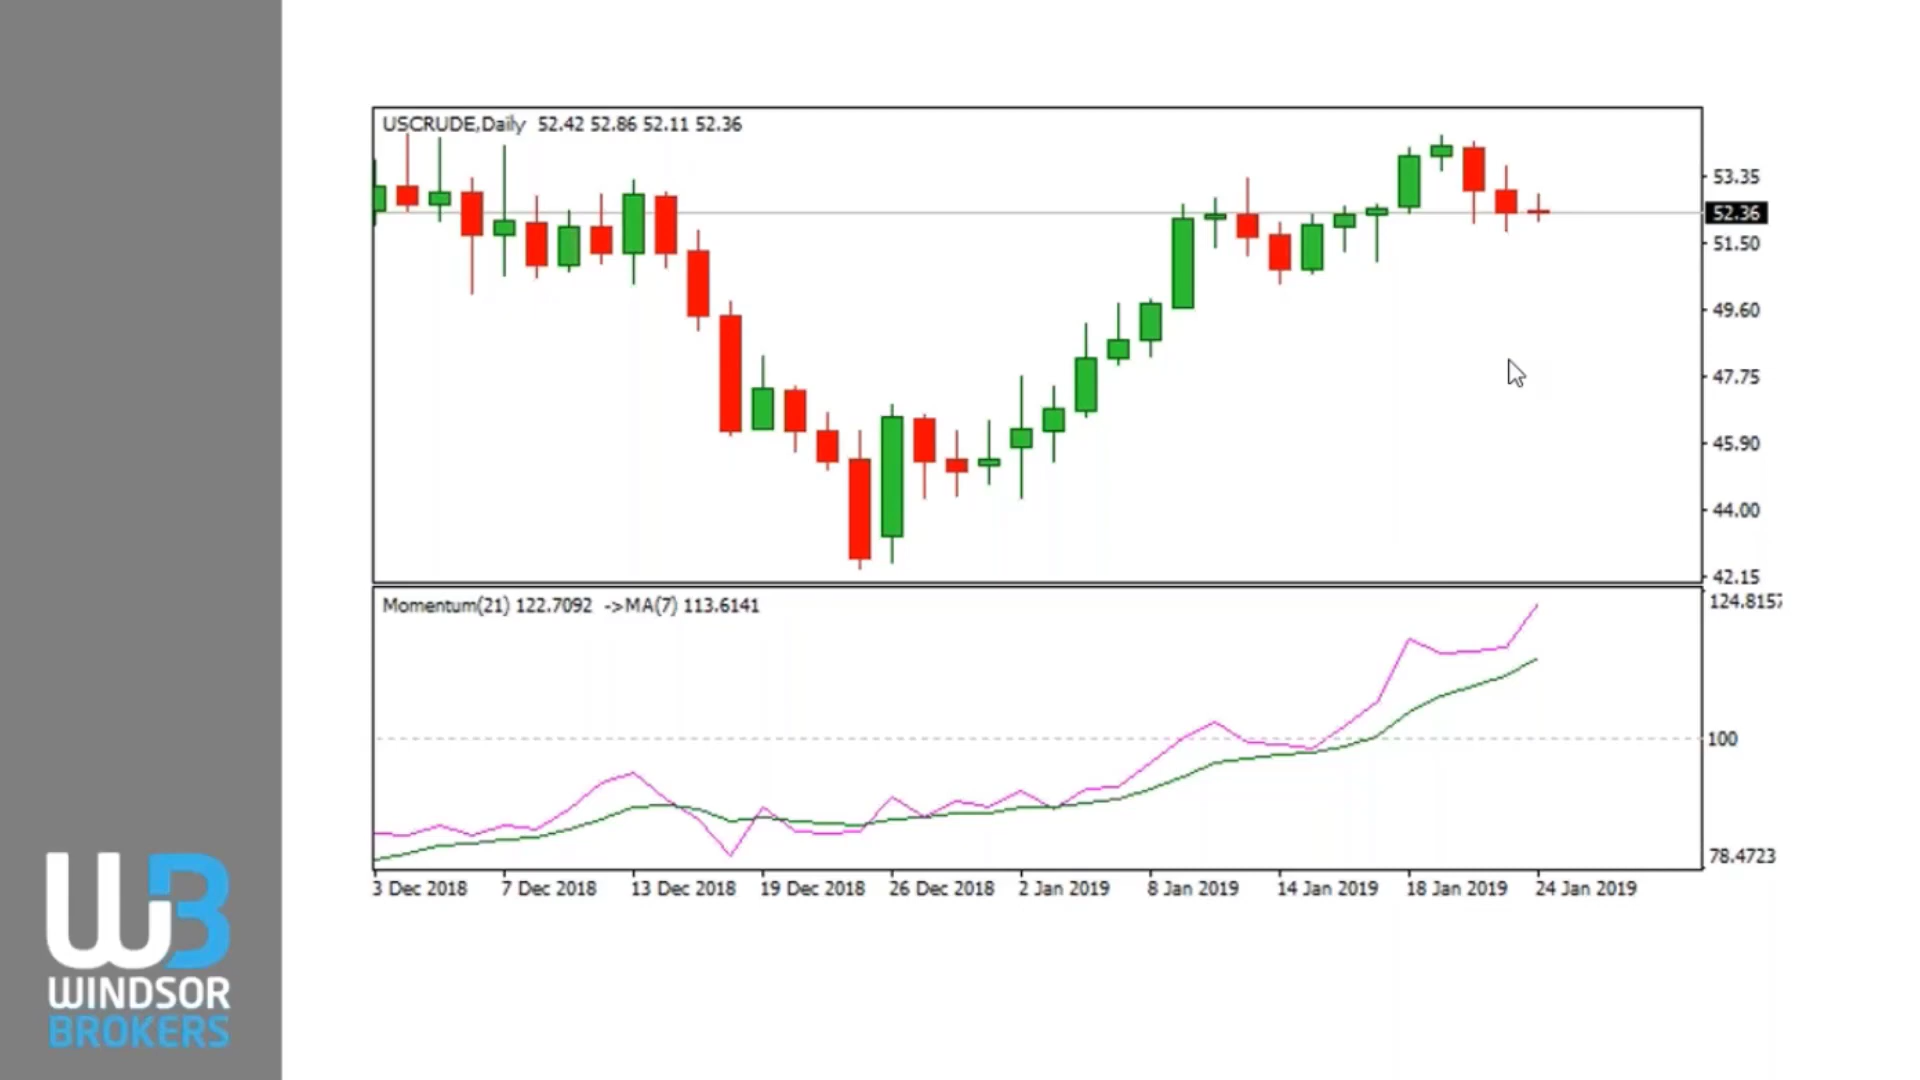 USCRUDE,Daily 52.42 52.86 52.11 52.36
53.35
52.36
51.50
49.60
47.75
45.90
44.00
42.15
Momentum(21) 122.7092 ->MA(7) 113.6141
124.8157
100
78.4723
3 Dec 2018 7 Dec 2018 13 Dec 2018 19 Dec 2018 26 Dec 2018 2 Jan 2019 8 Jan 2019 14 Jan 2019 18 Jan 2019 24 Jan 2019
WB
WINDSOR
BROKERS